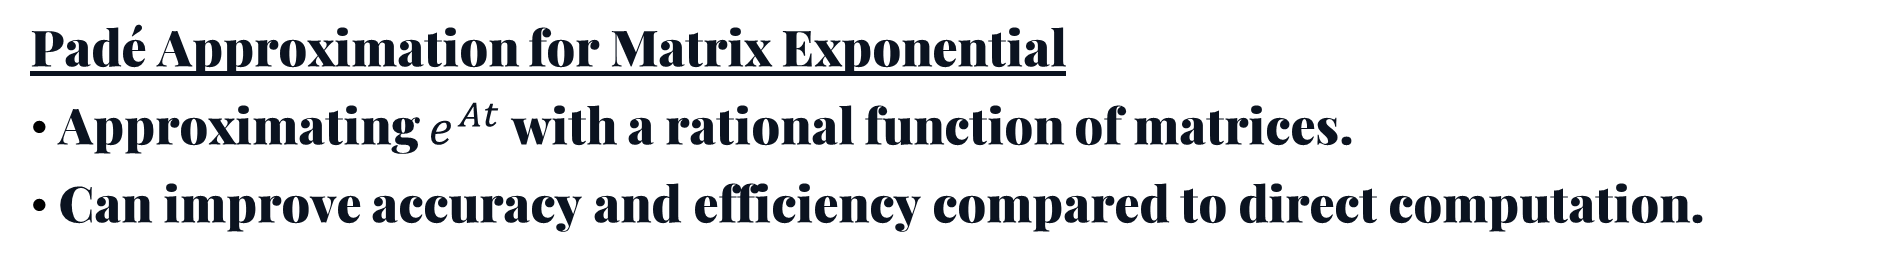 Padé Approximation for Matrix Exponential
• Approximating e^{At} with a rational function of matrices.
• Can improve accuracy and efficiency compared to direct computation.